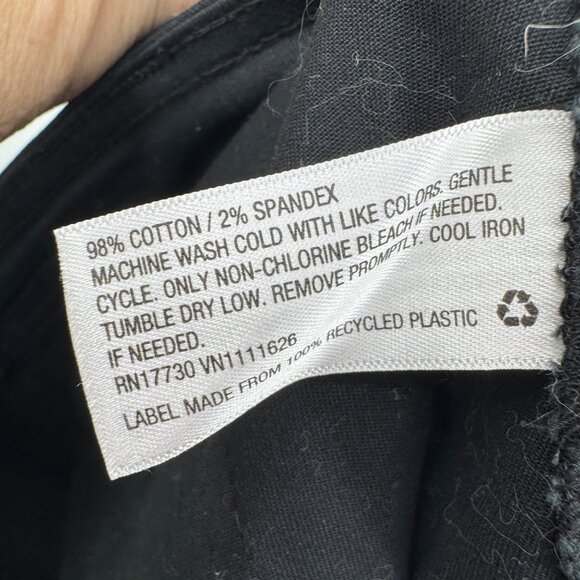 98% COTTON / 2% SPANDEX
MACHINE WASH COLD WITH LIKE COLORS. GENTLE
CYCLE. ONLY NON-CHLORINE BLEACH IF NEEDED.
TUMBLE DRY LOW. REMOVE PROMPTLY. COOL IRON
IF NEEDED.
RN17730 VN1111626
LABEL MADE FROM 100% RECYCLED PLASTIC